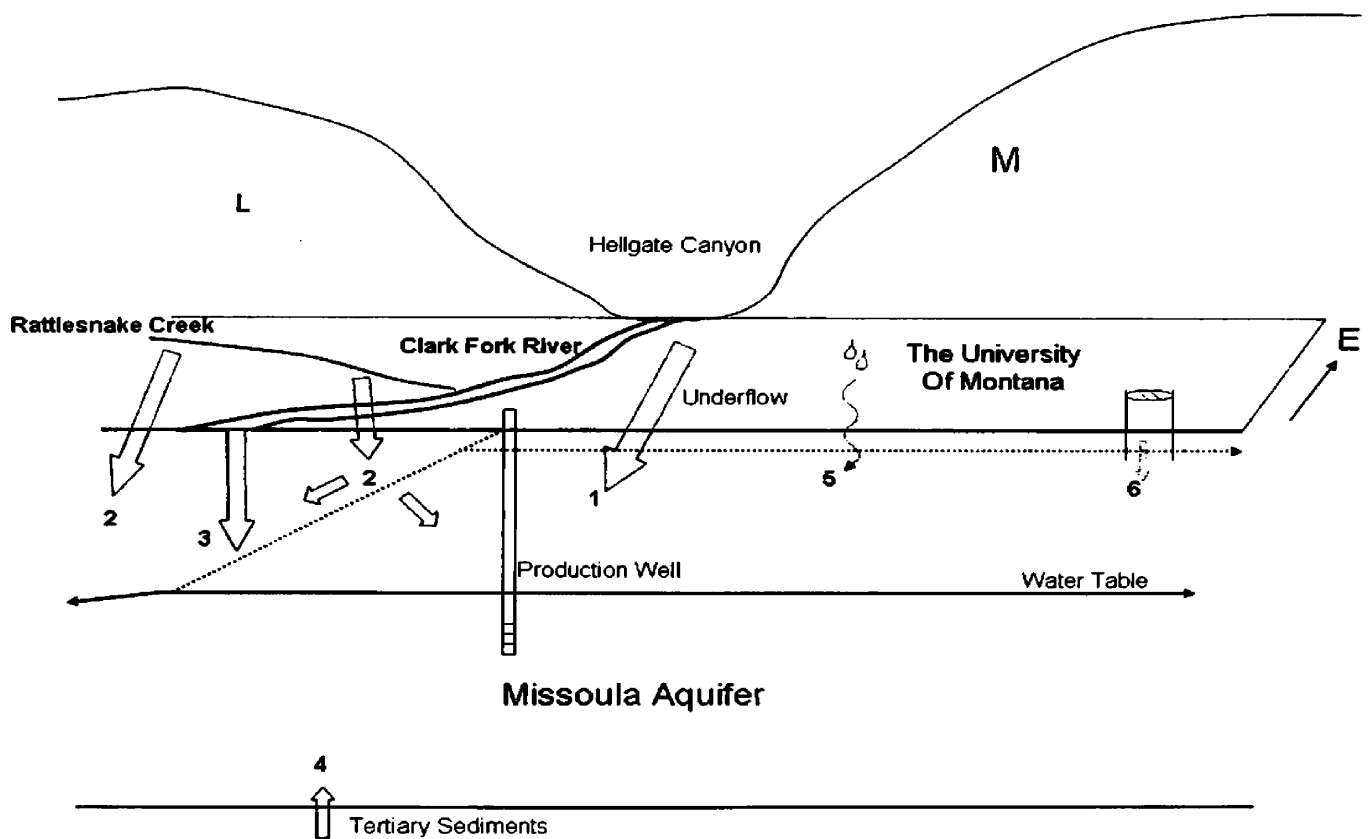 M
L
Hellgate Canyon
Rattlesnake Creek
Clark Fork River
The University
Of Montana
E
Underflow
2
2
1
5
6
3
Production Well
Water Table
Missoula Aquifer
4
Tertiary Sediments